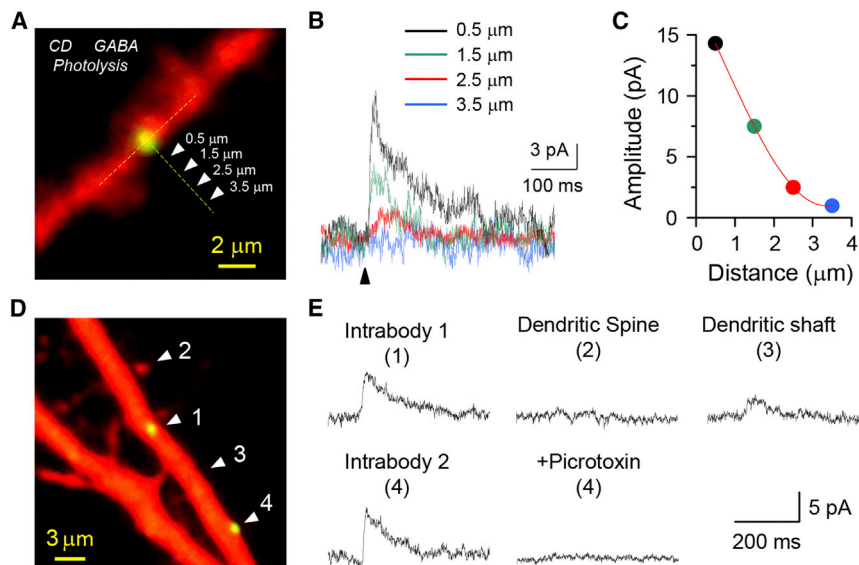 A
CD GABA
Photolysis
0.5 μm
1.5 μm
2.5 μm
3.5 μm
2 μm
B
0.5 μm
1.5 μm
2.5 μm
3.5 μm
3 pA
100 ms
C
Amplitude (pA)
15
10
5
0
0 1 2 3 4
Distance (μm)
D
2
1
3
4
3 μm
E
Intrabody 1
(1)
Dendritic Spine
(2)
Dendritic shaft
(3)
Intrabody 2
(4)
+Picrotoxin
(4)
5 pA
200 ms